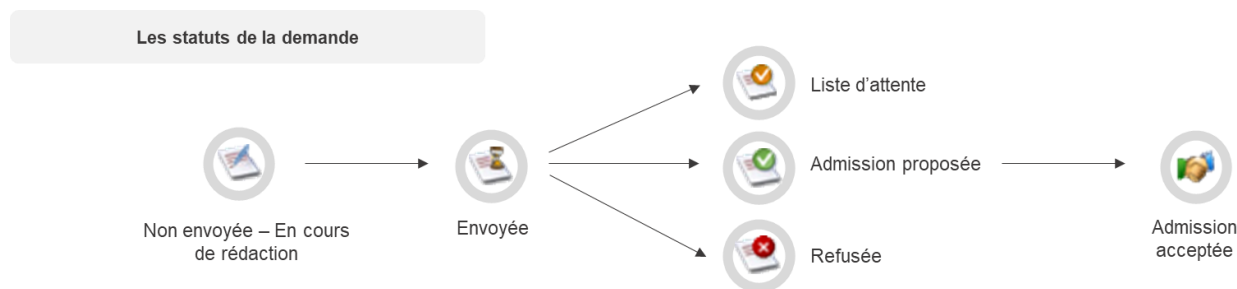 Les statuts de la demande
Liste d’attente
Non envoyée – En cours
de rédaction
Envoyée
Admission proposée
Refusée
Admission
acceptée